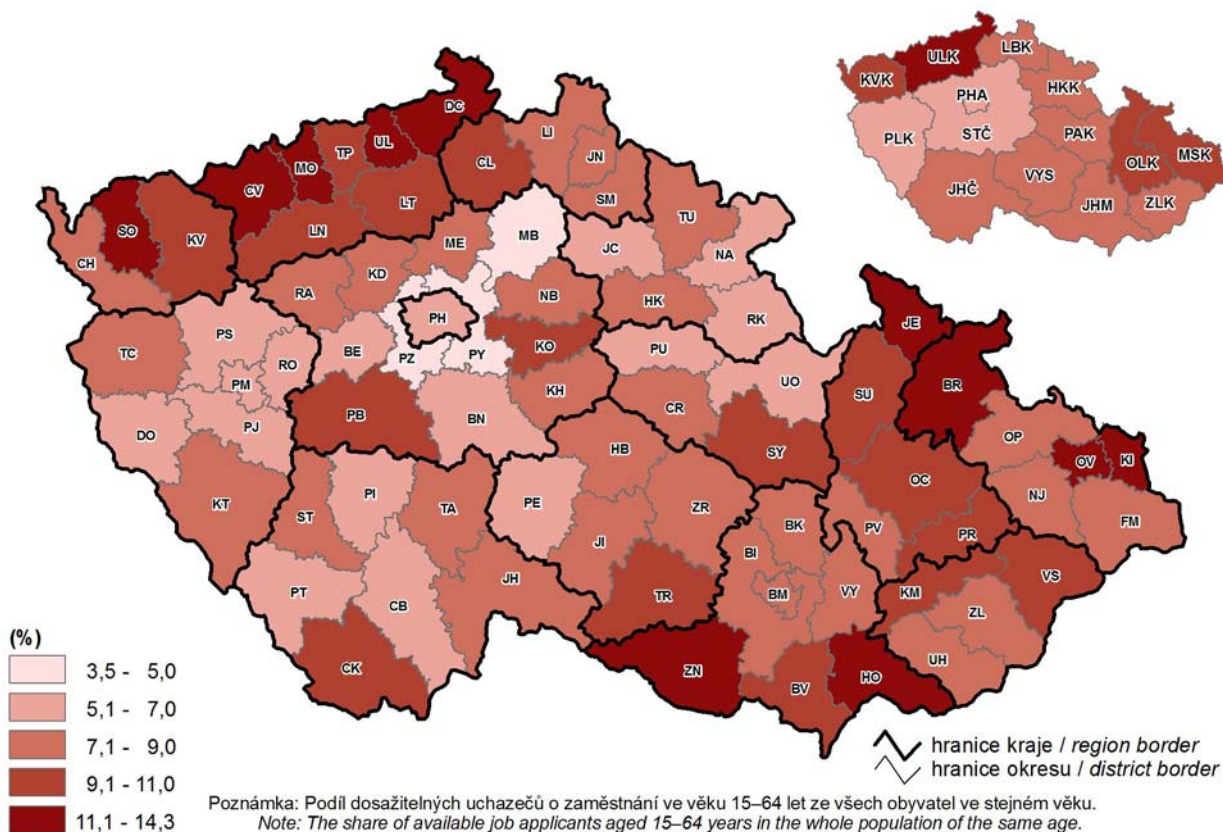 DC
LI
JN
SM
UL
TP
MO
CV
CL
LT
LN
SO
KV
CH
ME
MB
JC
TU
NA
KD
RA
NB
HK
RK
PH
PS
TC
RO
PM
BE
PZ
PY
KO
PU
UO
KH
JE
BR
SU
DO
PJ
PB
BN
CR
SY
OP
OV
KI
HB
OC
NJ
FM
KT
ST
PI
TA
PE
ZR
JI
BK
BI
PV
PR
BM
VY
KM
VS
ZL
UH
PT
CB
JH
TR
CK
ZN
BV
HO
ULK
LBK
KVK
HKK
PHA
STČ
PLK
PAK
OLK
MSK
VYS
JHČ
JHM
ZLK
(%)
3,5 - 5,0
5,1 - 7,0
7,1 - 9,0
9,1 - 11,0
11,1 - 14,3
hranice kraje / region border
hranice okresu / district border
Poznámka: Podíl dosažitelných uchazečů o zaměstnání ve věku 15–64 let ze všech obyvatel ve stejném věku.
Note: The share of available job applicants aged 15–64 years in the whole population of the same age.